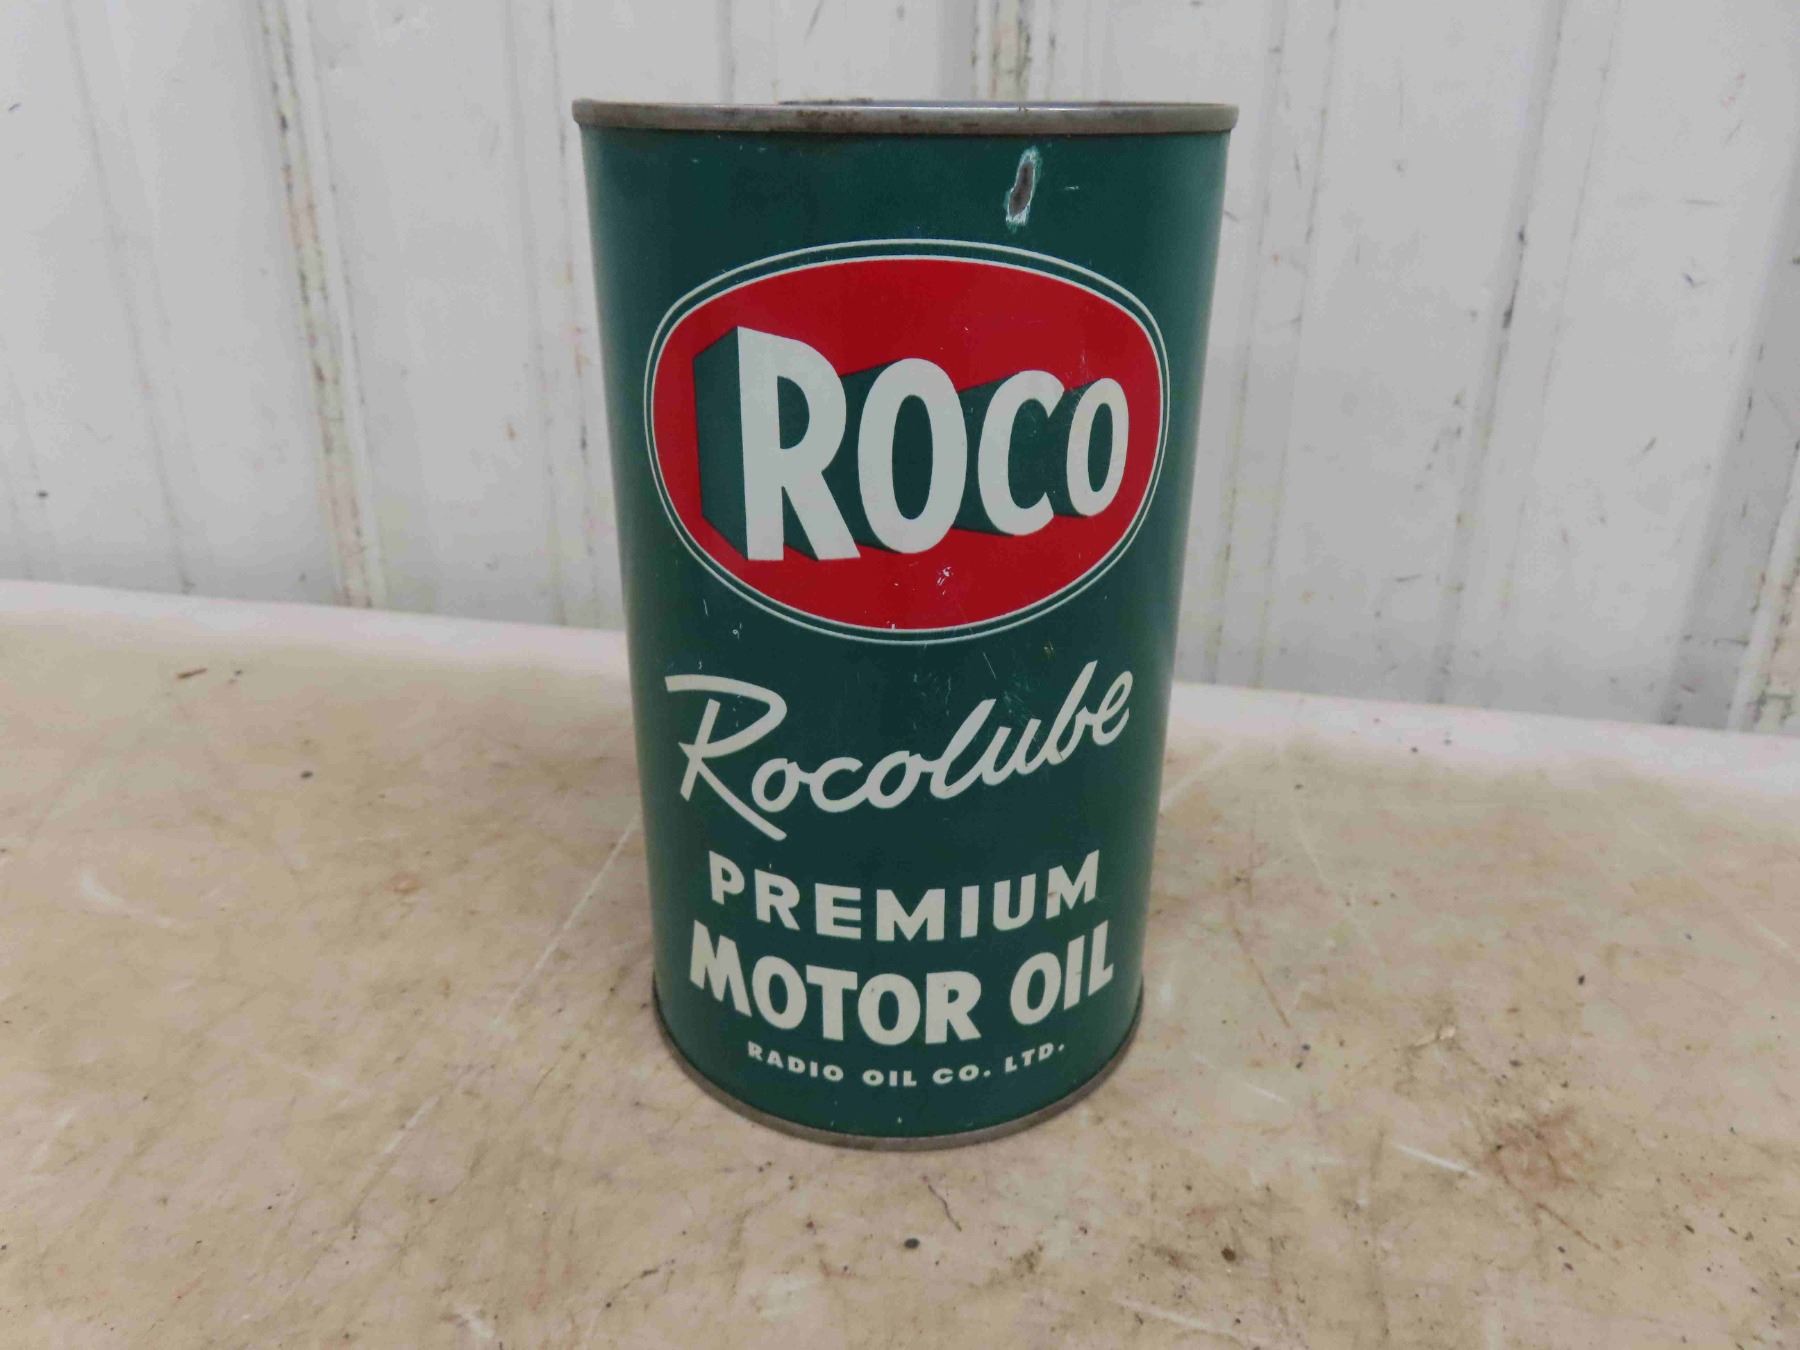 ROCO
Rocolube
PREMIUM
MOTOR OIL
RADIO OIL CO. LTD.